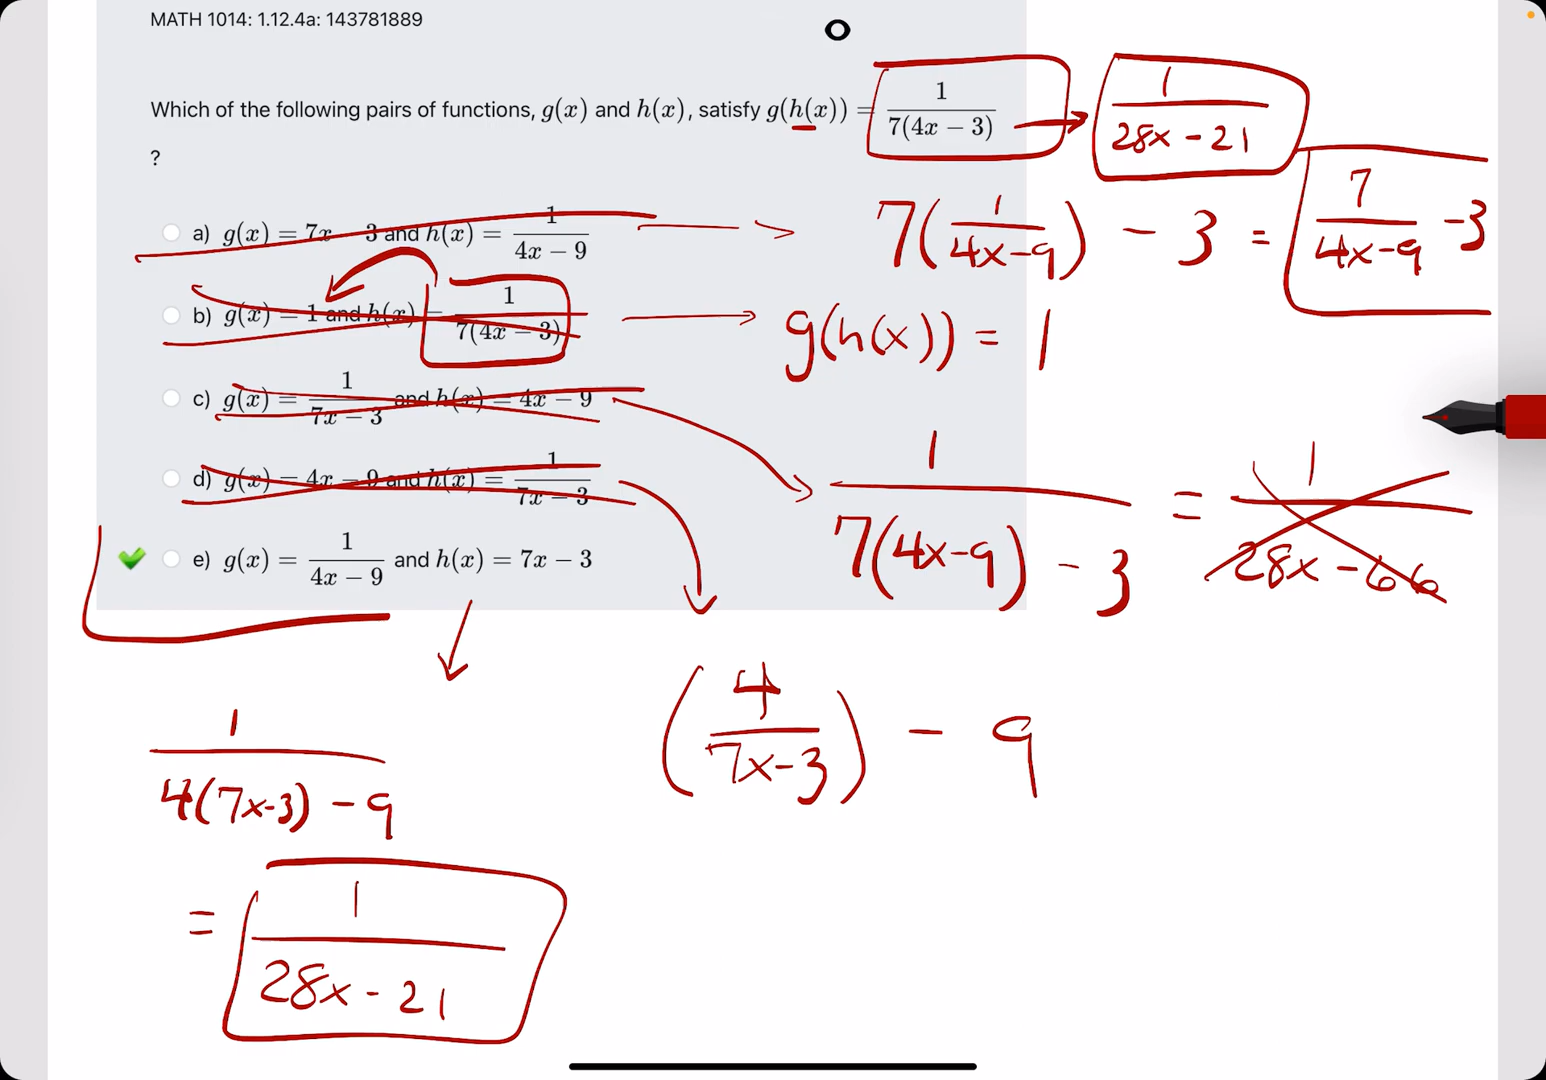 MATH 1014: 1.12.4a: 143781889
Which of the following pairs of functions, g(x) and h(x), satisfy g(h(x)) = 1/(7(4x − 3)) → 1/(28x - 21)
?
a) g(x) = 7x − 3 and h(x) = 1/(4x − 9) → 7(1/(4x-9)) - 3 = 7/(4x-9) - 3
b) g(x) = 1 and h(x) = 1/(7(4x − 3)) → g(h(x)) = 1
c) g(x) = 1/(7x − 3) and h(x) = 4x − 9 → 1/(7(4x-9) - 3) = 1/(28x - 66)
d) g(x) = 4x − 9 and h(x) = 1/(7x − 3)
e) g(x) = 1/(4x − 9) and h(x) = 7x − 3
(4/(7x-3)) - 9
1/(4(7x-3) - 9)
= 1/(28x - 21)